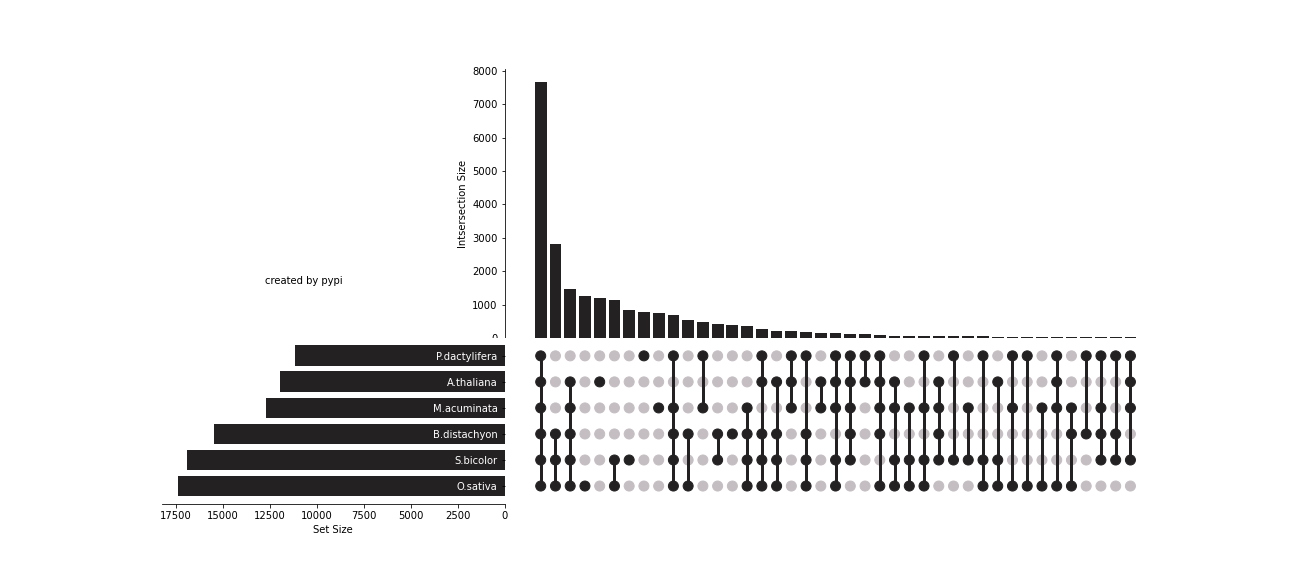 8000
7000
6000
5000
4000
3000
2000
1000
0
Intsersection Size
created by pypi
P.dactylifera
A.thaliana
M.acuminata
B.distachyon
S.bicolor
O.sativa
17500 15000 12500 10000 7500 5000 2500 0
Set Size